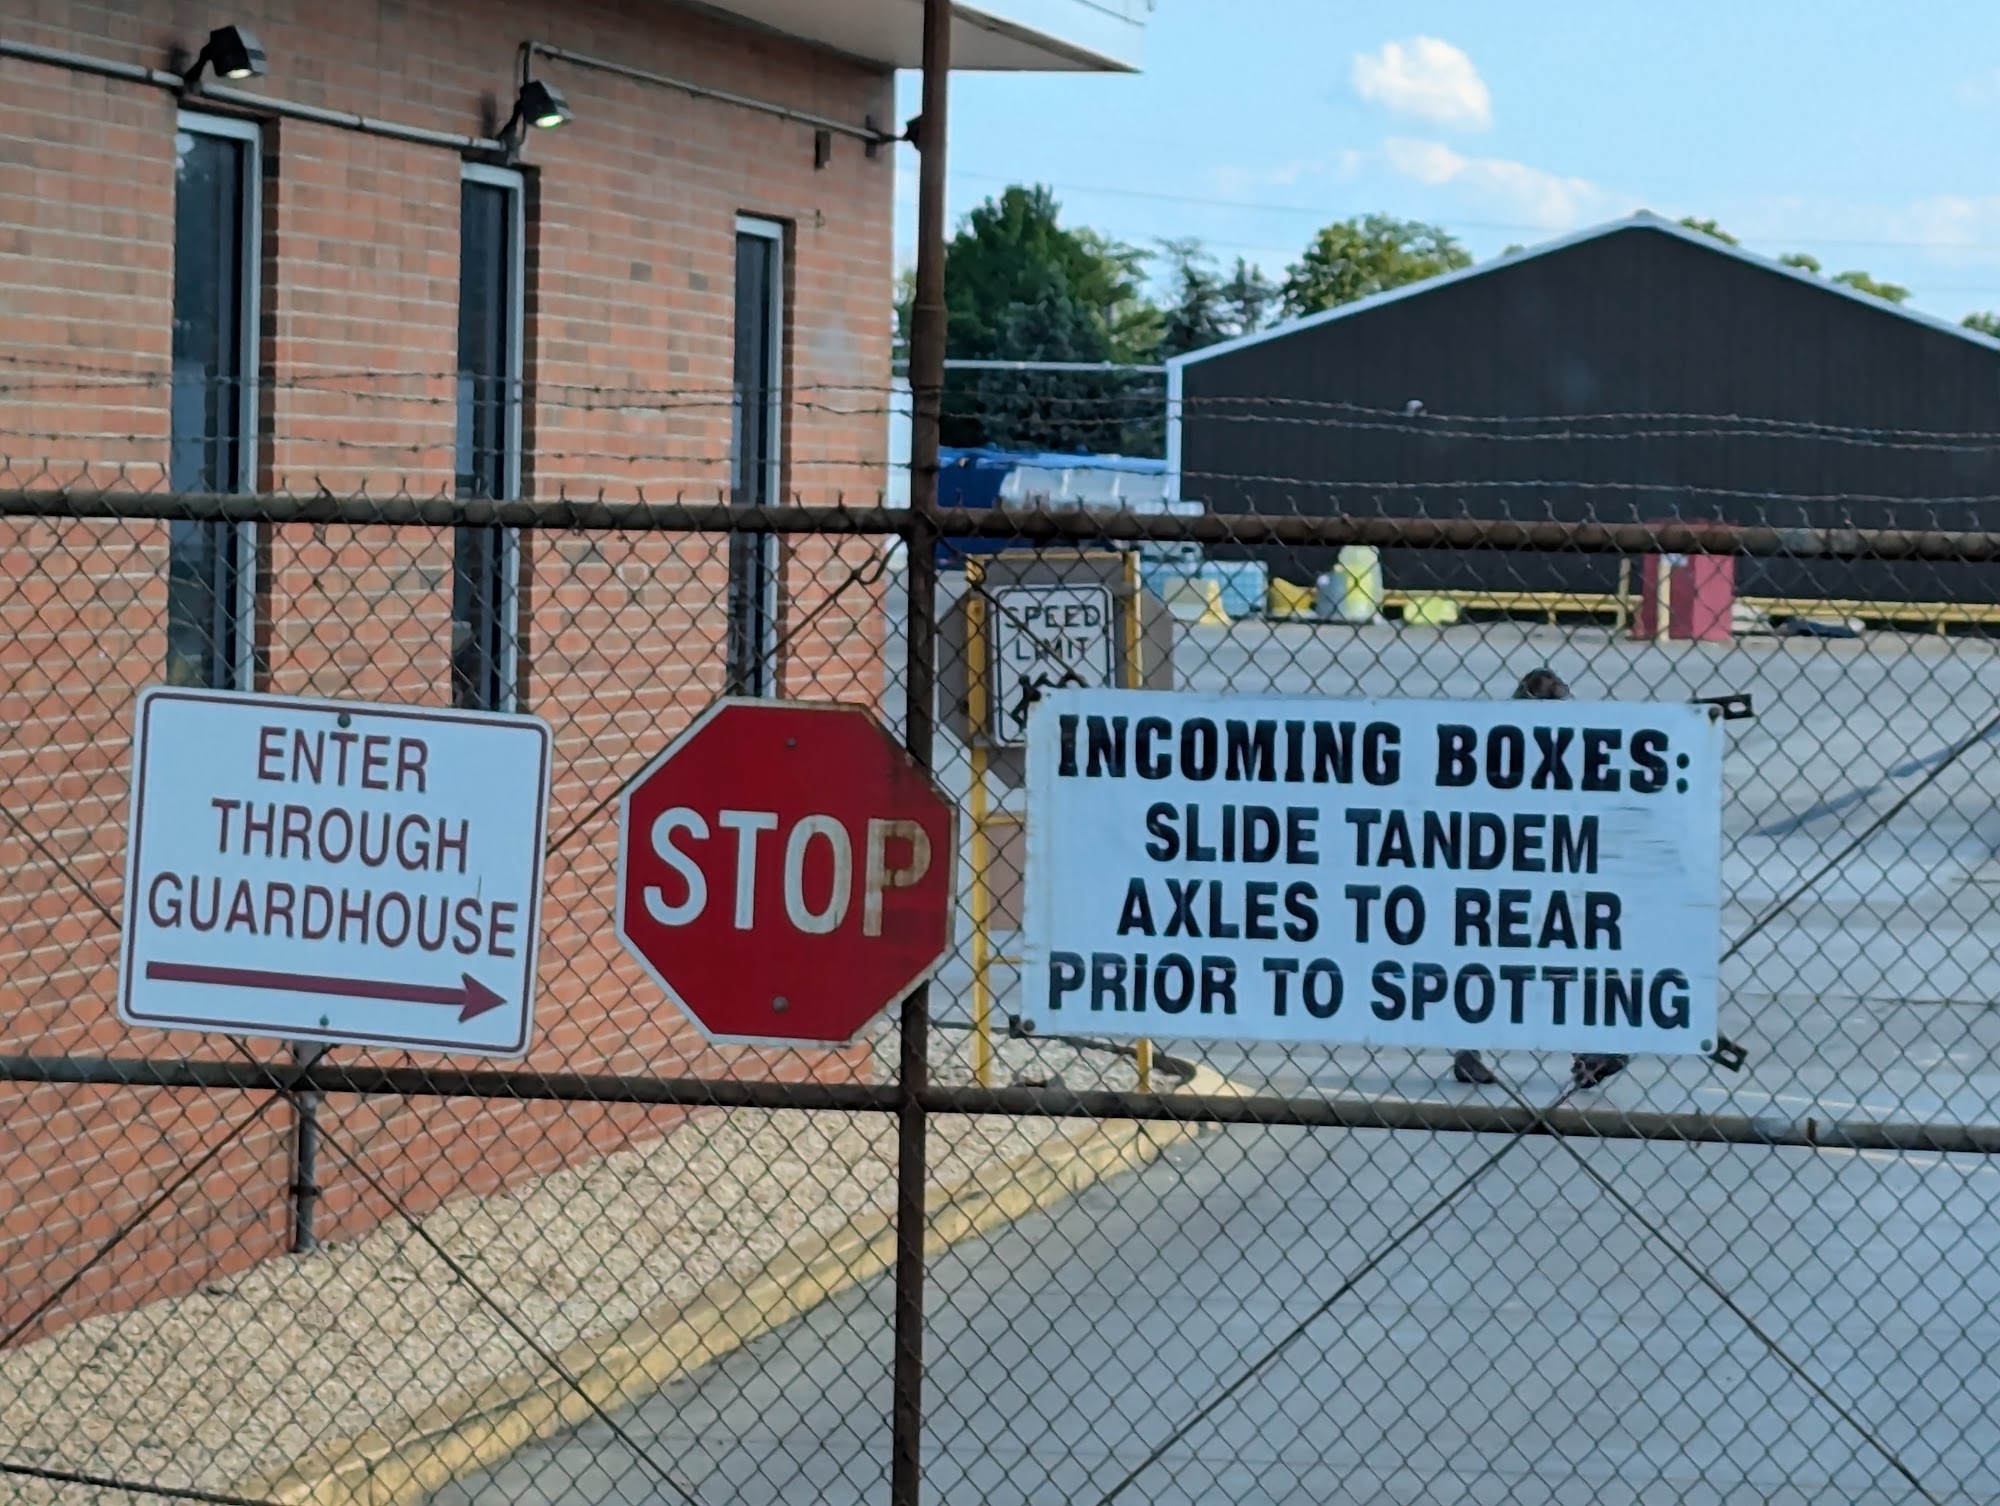 ENTER
THROUGH
GUARDHOUSE
STOP
SPEED
LIMIT
INCOMING BOXES:
SLIDE TANDEM
AXLES TO REAR
PRIOR TO SPOTTING